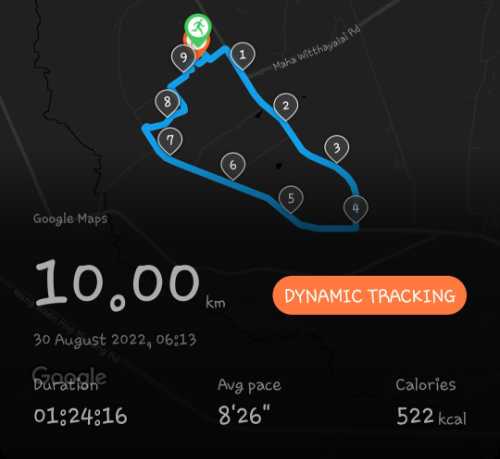 9
1
Maha Witthayalai Rd
8
2
7
3
6
5
4
Google Maps
10.00 km
DYNAMIC TRACKING
30 August 2022, 06:13
Google
Duration Avg pace Calories
01:24:16 8'26" 522 kcal